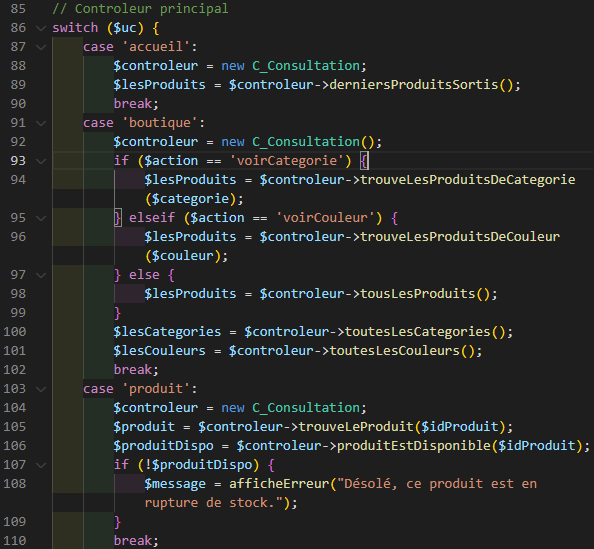 85 // Controleur principal
86 switch ($uc) {
87 case 'accueil':
88 $controleur = new C_Consultation;
89 $lesProduits = $controleur->derniersProduitsSortis();
90 break;
91 case 'boutique':
92 $controleur = new C_Consultation();
93 if ($action == 'voirCategorie') {
94 $lesProduits = $controleur->trouveLesProduitsDeCategorie
($categorie);
95 } elseif ($action == 'voirCouleur') {
96 $lesProduits = $controleur->trouveLesProduitsDeCouleur
($couleur);
97 } else {
98 $lesProduits = $controleur->tousLesProduits();
99 }
100 $lesCategories = $controleur->toutesLesCategories();
101 $lesCouleurs = $controleur->toutesLesCouleurs();
102 break;
103 case 'produit':
104 $controleur = new C_Consultation;
105 $produit = $controleur->trouveLeProduit($idProduit);
106 $produitDispo = $controleur->produitEstDisponible($idProduit);
107 if (!$produitDispo) {
108 $message = afficheErreur("Désolé, ce produit est en
rupture de stock.");
109 }
110 break;